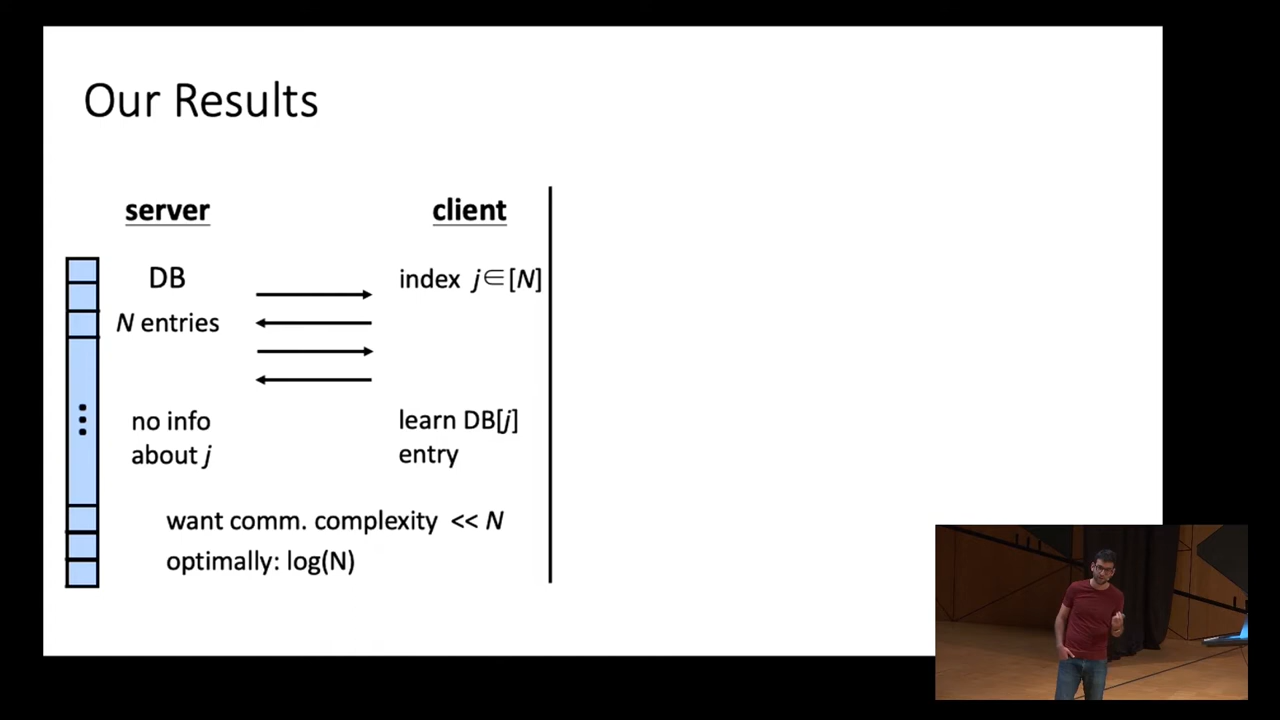 Our Results
server
client
DB
index j∈[N]
N entries
no info
about j
learn DB[j]
entry
want comm. complexity << N
optimally: log(N)